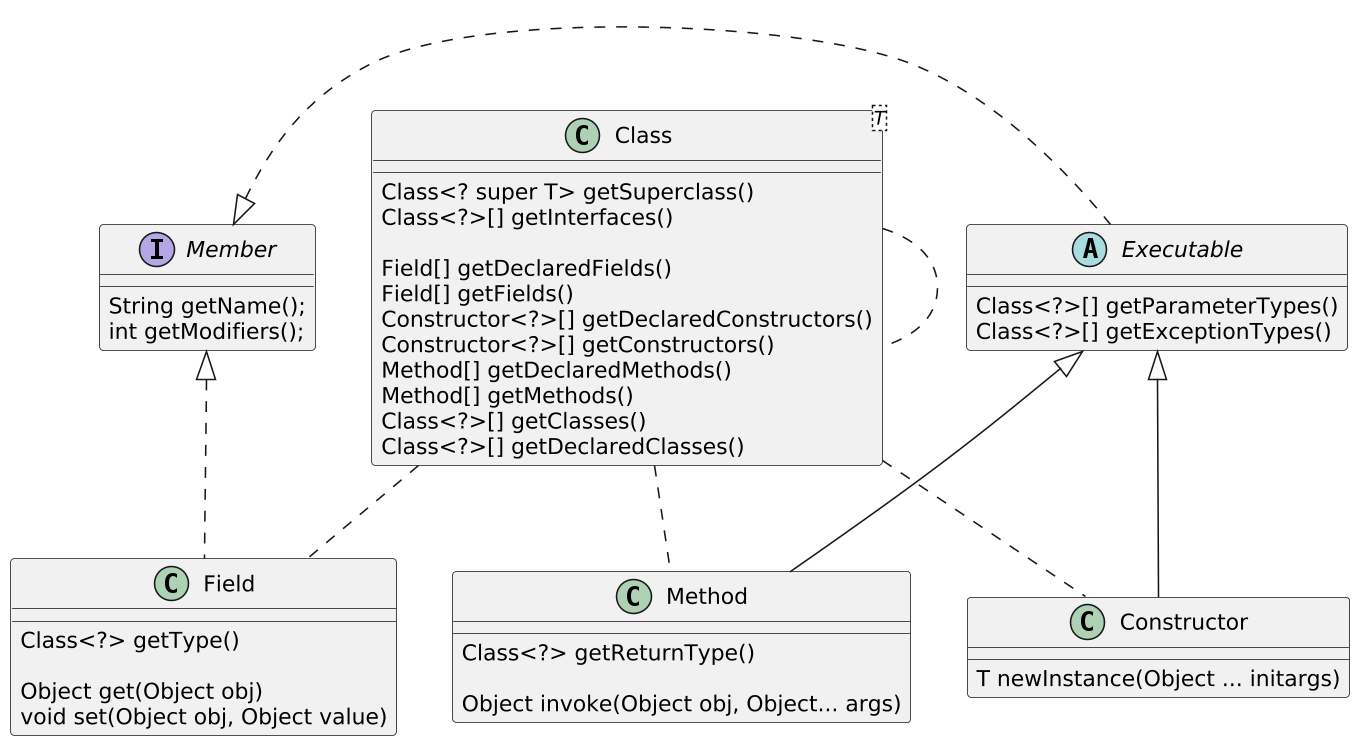 T
C Class
Class<? super T> getSuperclass()
Class<?>[] getInterfaces()
Field[] getDeclaredFields()
Field[] getFields()
Constructor<?>[] getDeclaredConstructors()
Constructor<?>[] getConstructors()
Method[] getDeclaredMethods()
Method[] getMethods()
Class<?>[] getClasses()
Class<?>[] getDeclaredClasses()
I Member
String getName();
int getModifiers();
A Executable
Class<?>[] getParameterTypes()
Class<?>[] getExceptionTypes()
C Field
Class<?> getType()
Object get(Object obj)
void set(Object obj, Object value)
C Method
Class<?> getReturnType()
Object invoke(Object obj, Object... args)
C Constructor
T newInstance(Object ... initargs)